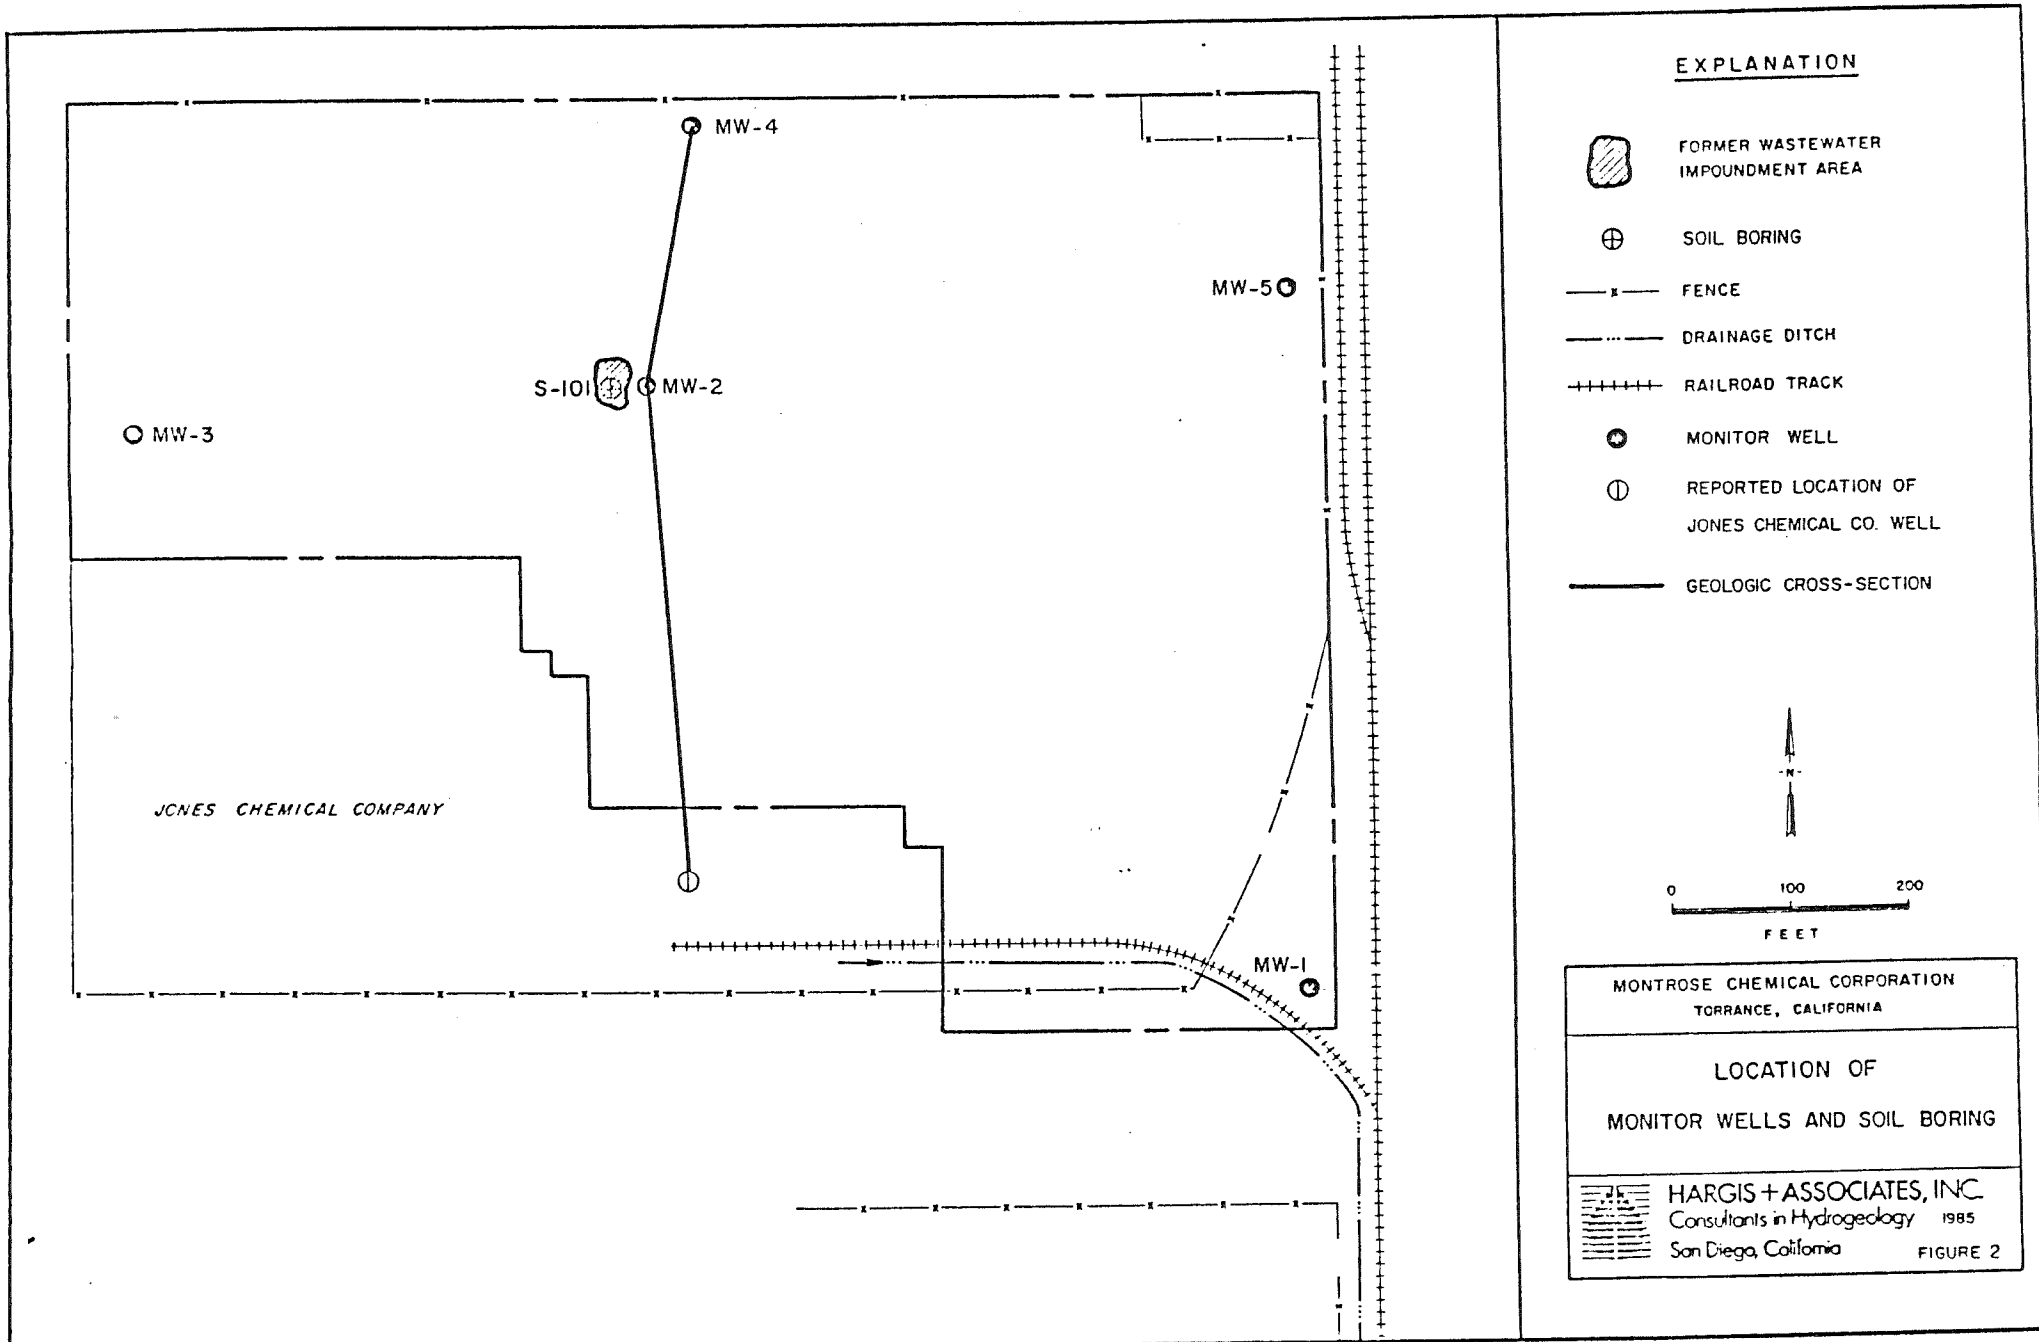 MW-4
MW-5
S-101
MW-2
MW-3
JONES CHEMICAL COMPANY
MW-1
EXPLANATION
FORMER WASTEWATER
IMPOUNDMENT AREA
SOIL BORING
x FENCE
DRAINAGE DITCH
RAILROAD TRACK
MONITOR WELL
REPORTED LOCATION OF
JONES CHEMICAL CO. WELL
GEOLOGIC CROSS-SECTION
N
0 100 200
FEET
MONTROSE CHEMICAL CORPORATION
TORRANCE, CALIFORNIA
LOCATION OF
MONITOR WELLS AND SOIL BORING
HARGIS + ASSOCIATES, INC.
Consultants in Hydrogeology 1985
San Diego, California FIGURE 2